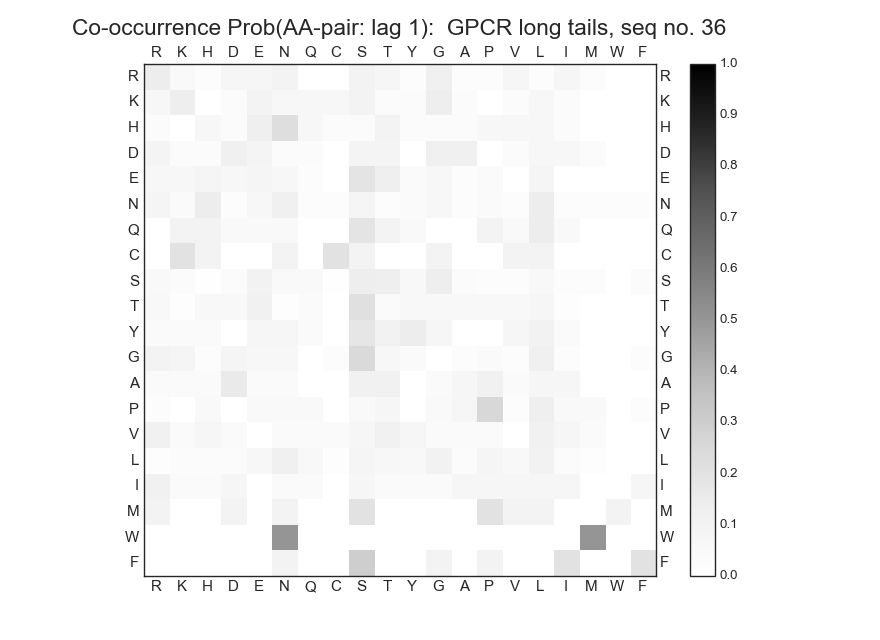 Co-occurrence Prob(AA-pair: lag 1):  GPCR long tails, seq no. 36
R K H D E N Q C S T Y G A P V L I M W F
1.0
R R
0.9
K K
H H
0.8
D D
E E
0.7
N N
Q Q
0.6
C C
S S
0.5
T T
Y Y
0.4
G G
A A
0.3
P P
V V
0.2
L L
I I
0.1
M M
W W
F F
0.0
R K H D E N Q C S T Y G A P V L I M W F